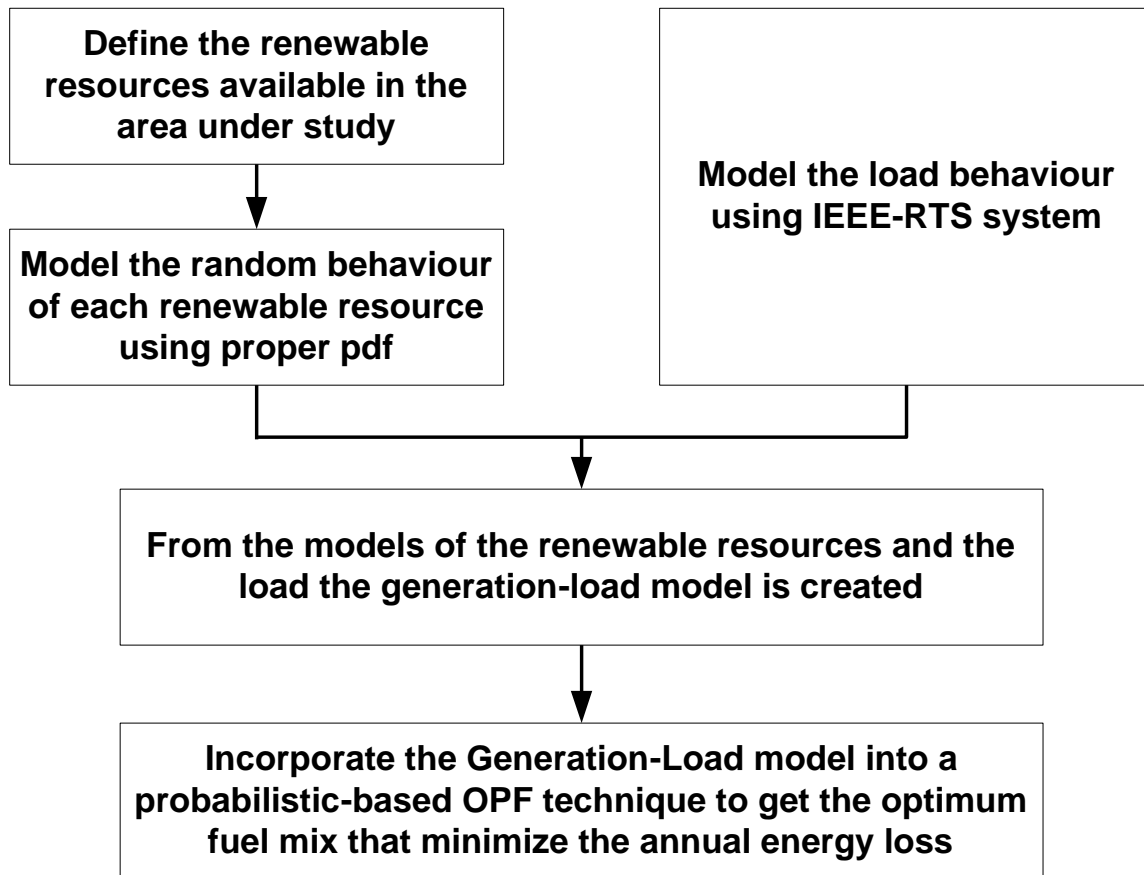 Define the renewable
resources available in the
area under study
Model the load behaviour
using IEEE-RTS system
Model the random behaviour
of each renewable resource
using proper pdf
From the models of the renewable resources and the
load the generation-load model is created
Incorporate the Generation-Load model into a
probabilistic-based OPF technique to get the optimum
fuel mix that minimize the annual energy loss